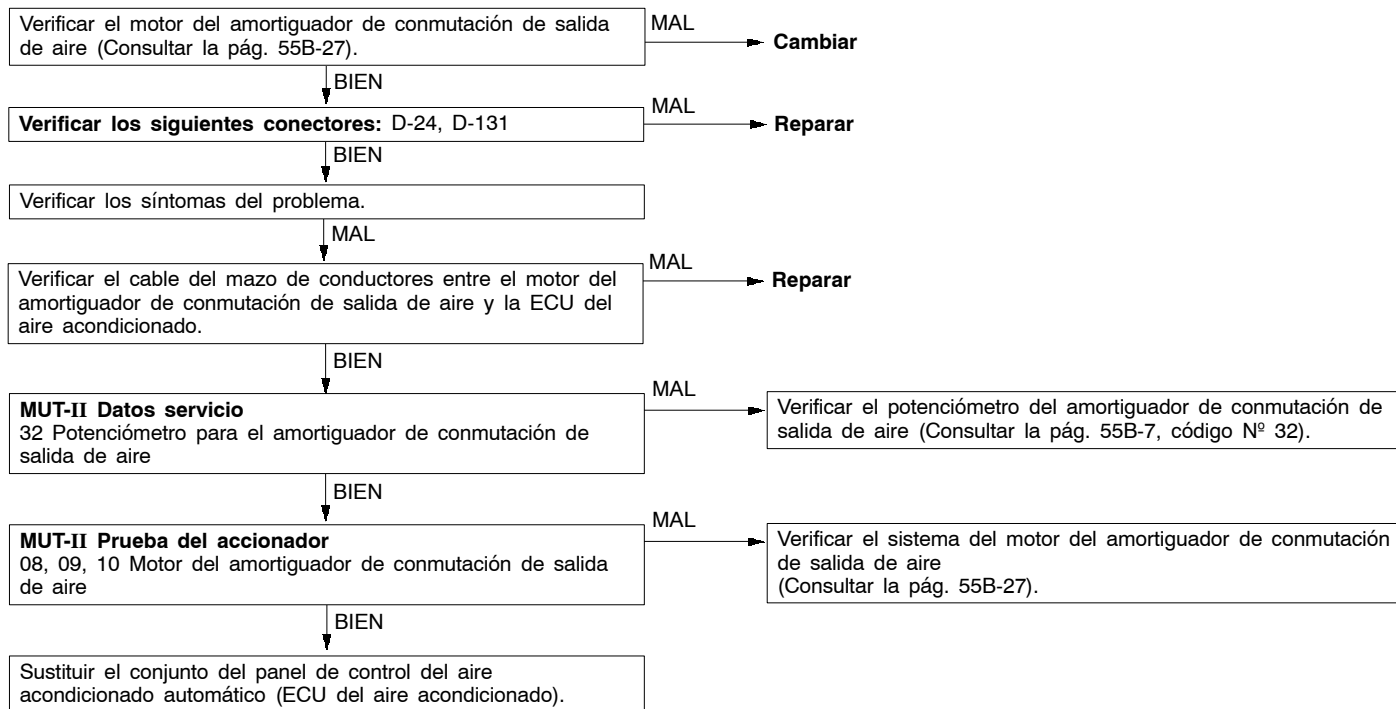 Verificar el motor del amortiguador de conmutación de salida
de aire (Consultar la pág. 55B-27).
MAL
Cambiar
BIEN
Verificar los siguientes conectores: D-24, D-131
MAL
Reparar
BIEN
Verificar los síntomas del problema.
MAL
Verificar el cable del mazo de conductores entre el motor del
amortiguador de conmutación de salida de aire y la ECU del
aire acondicionado.
MAL
Reparar
BIEN
MUT-II Datos servicio
32 Potenciómetro para el amortiguador de conmutación de
salida de aire
MAL
Verificar el potenciómetro del amortiguador de conmutación de
salida de aire (Consultar la pág. 55B-7, código Nº 32).
BIEN
MUT-II Prueba del accionador
08, 09, 10 Motor del amortiguador de conmutación de salida
de aire
MAL
Verificar el sistema del motor del amortiguador de conmutación
de salida de aire
(Consultar la pág. 55B-27).
BIEN
Sustituir el conjunto del panel de control del aire
acondicionado automático (ECU del aire acondicionado).